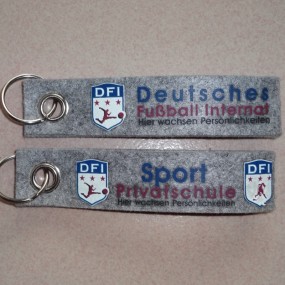 DFI
Deutsches
Fußball Internat
Hier wachsen Persönlichkeiten
DFI
Sport
Privatschule
Hier wachsen Persönlichkeiten
DFI